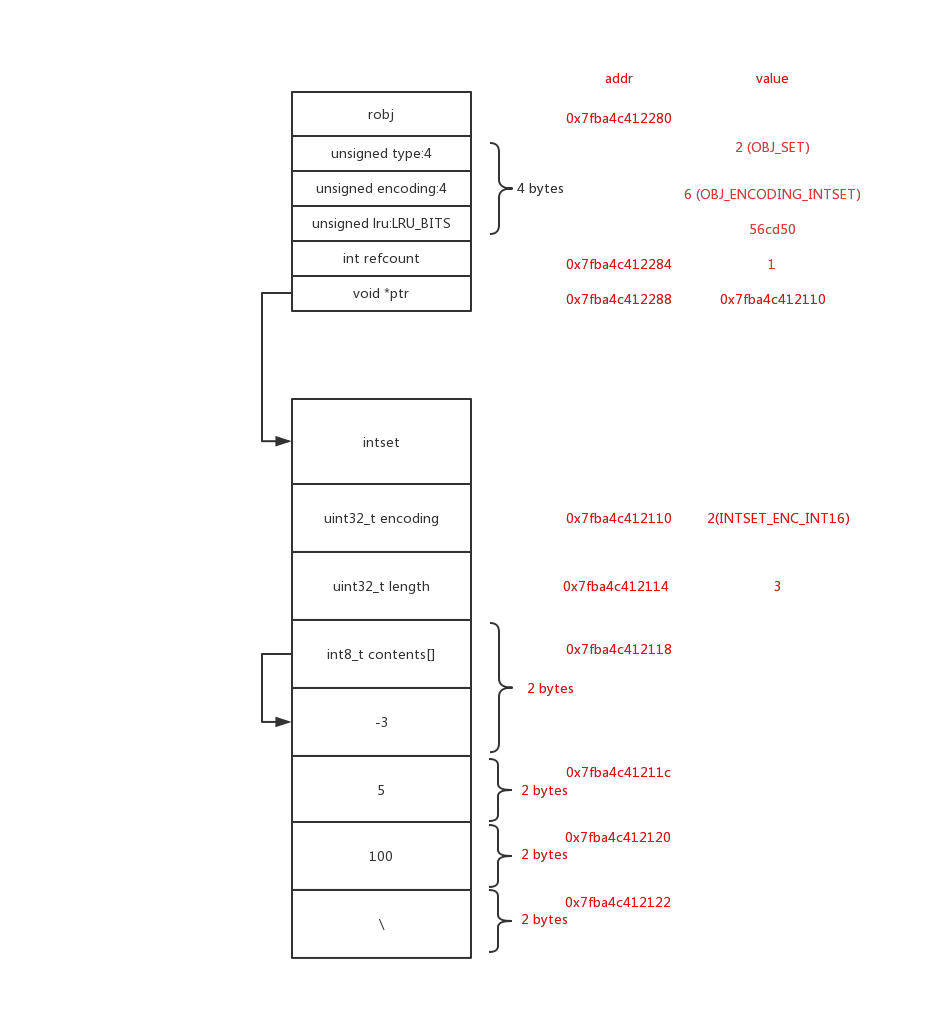 addr value
robj 0x7fba4c412280
2 (OBJ_SET)
unsigned type:4
unsigned encoding:4 4 bytes 6 (OBJ_ENCODING_INTSET)
unsigned lru:LRU_BITS 56cd50
int refcount 0x7fba4c412284 1
void *ptr 0x7fba4c412288 0x7fba4c412110
intset
uint32_t encoding 0x7fba4c412110 2(INTSET_ENC_INT16)
uint32_t length 0x7fba4c412114 3
int8_t contents[] 0x7fba4c412118
2 bytes
-3
0x7fba4c41211c
5 2 bytes
0x7fba4c412120
100 2 bytes
0x7fba4c412122
\ 2 bytes